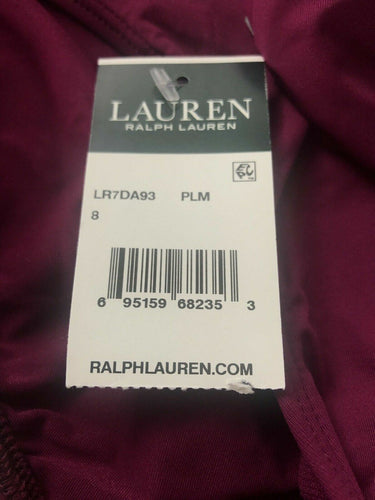 LAUREN
RALPH LAUREN
LR7DA93 PLM
8
6 95159 68235 3
RALPHLAUREN.COM